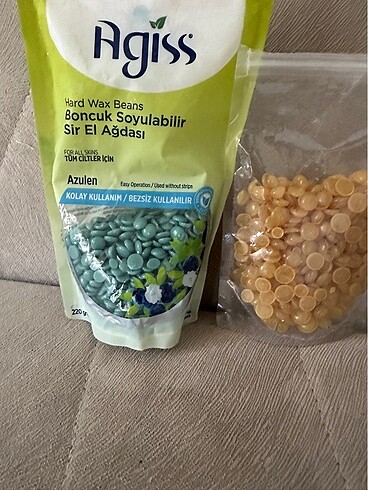 Agiss
Hard Wax Beans
Boncuk Soyulabilir
Sir El Ağdası
FOR ALL SKINS
TÜM CİLTLER İÇİN
Azulen
Easy Operation / Used without strips
KOLAY KULLANIM / BEZSİZ KULLANILIR
220 gr